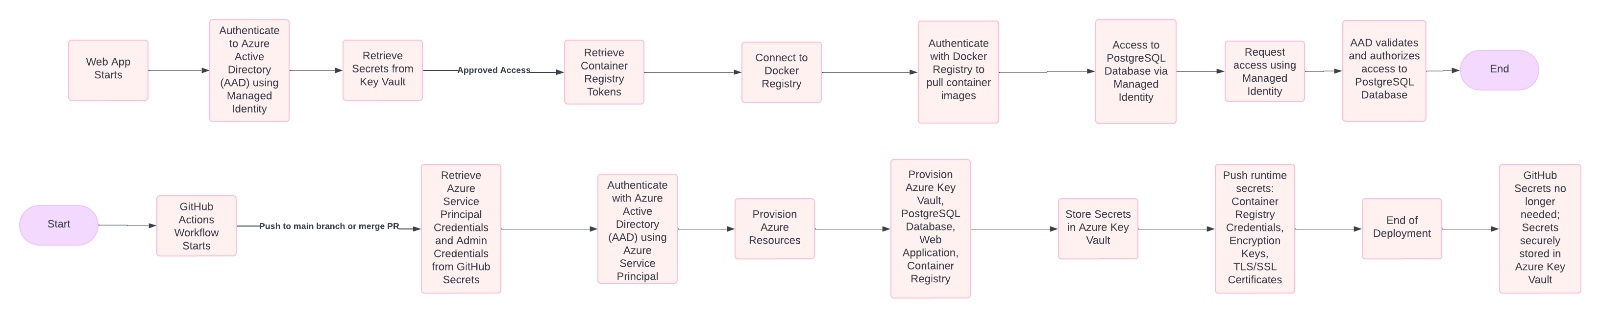 Web App
Starts
Authenticate
to Azure
Active
Directory
(AAD) using
Managed
Identity
Retrieve
Secrets from
Key Vault
Approved Access
Retrieve
Container
Registry
Tokens
Connect to
Docker
Registry
Authenticate
with Docker
Registry to
pull container
images
Access to
PostgreSQL
Database via
Managed
Identity
Request
access using
Managed
Identity
AAD validates
and authorizes
access to
PostgreSQL
Database
End
Start
GitHub
Actions
Workflow
Starts
Push to main branch or merge PR
Retrieve
Azure
Service
Principal
Credentials
and Admin
Credentials
from GitHub
Secrets
Authenticate
with Azure
Active
Directory
(AAD) using
Azure
Service
Principal
Provision
Azure
Resources
Provision
Azure Key
Vault,
PostgreSQL
Database,
Web
Application,
Container
Registry
Store Secrets
in Azure Key
Vault
Push runtime
secrets:
Container
Registry
Credentials,
Encryption
Keys,
TLS/SSL
Certificates
End of
Deployment
GitHub
Secrets no
longer
needed;
Secrets
securely
stored in
Azure Key
Vault